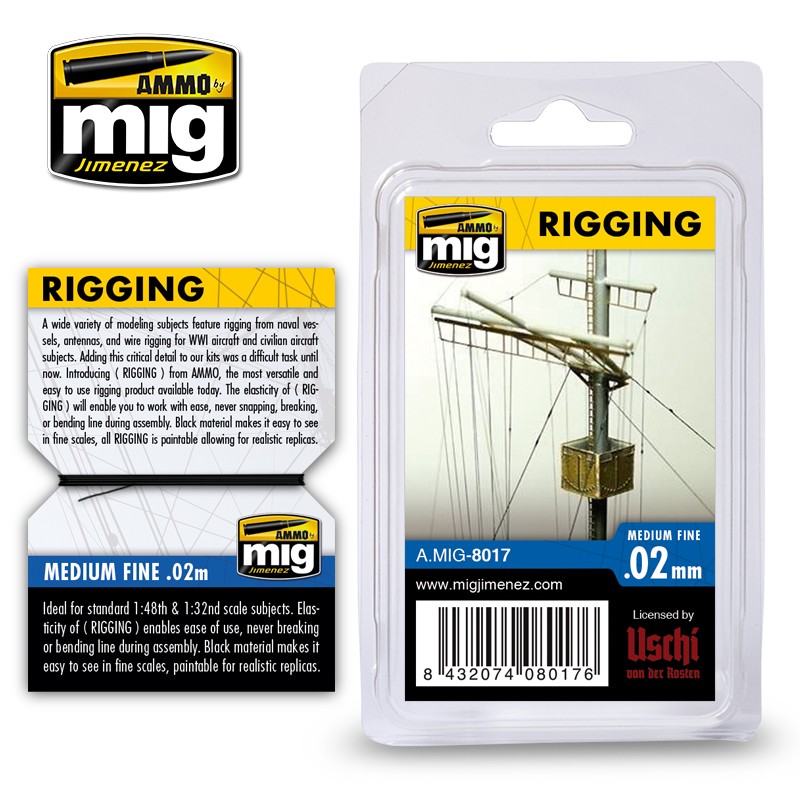 AMMO by
mig
Jimenez
RIGGING
A wide variety of modeling subjects feature rigging from naval ves-
sels, antennas, and wire rigging for WWI aircraft and civilian aircraft
subjects. Adding this critical detail to our kits was a difficult task until
now. Introducing ( RIGGING ) from AMMO, the most versatile and
easy to use rigging product available today. The elasticity of ( RIG-
GING ) will enable you to work with ease, never snapping, breaking,
or bending line during assembly. Black material makes it easy to see
in fine scales, all RIGGING is paintable allowing for realistic replicas.
AMMO by
mig
Jimenez
MEDIUM FINE .02m
Ideal for standard 1:48th & 1:32nd scale subjects. Elas-
ticity of ( RIGGING ) enables ease of use, never breaking
or bending line during assembly. Black material makes it
easy to see in fine scales, paintable for realistic replicas.
AMMO by
mig
Jimenez
RIGGING
A.MIG-8017
MEDIUM FINE
.02mm
www.migjimenez.com
8 432074 080176
Licensed by
Uschi
van der Rosten